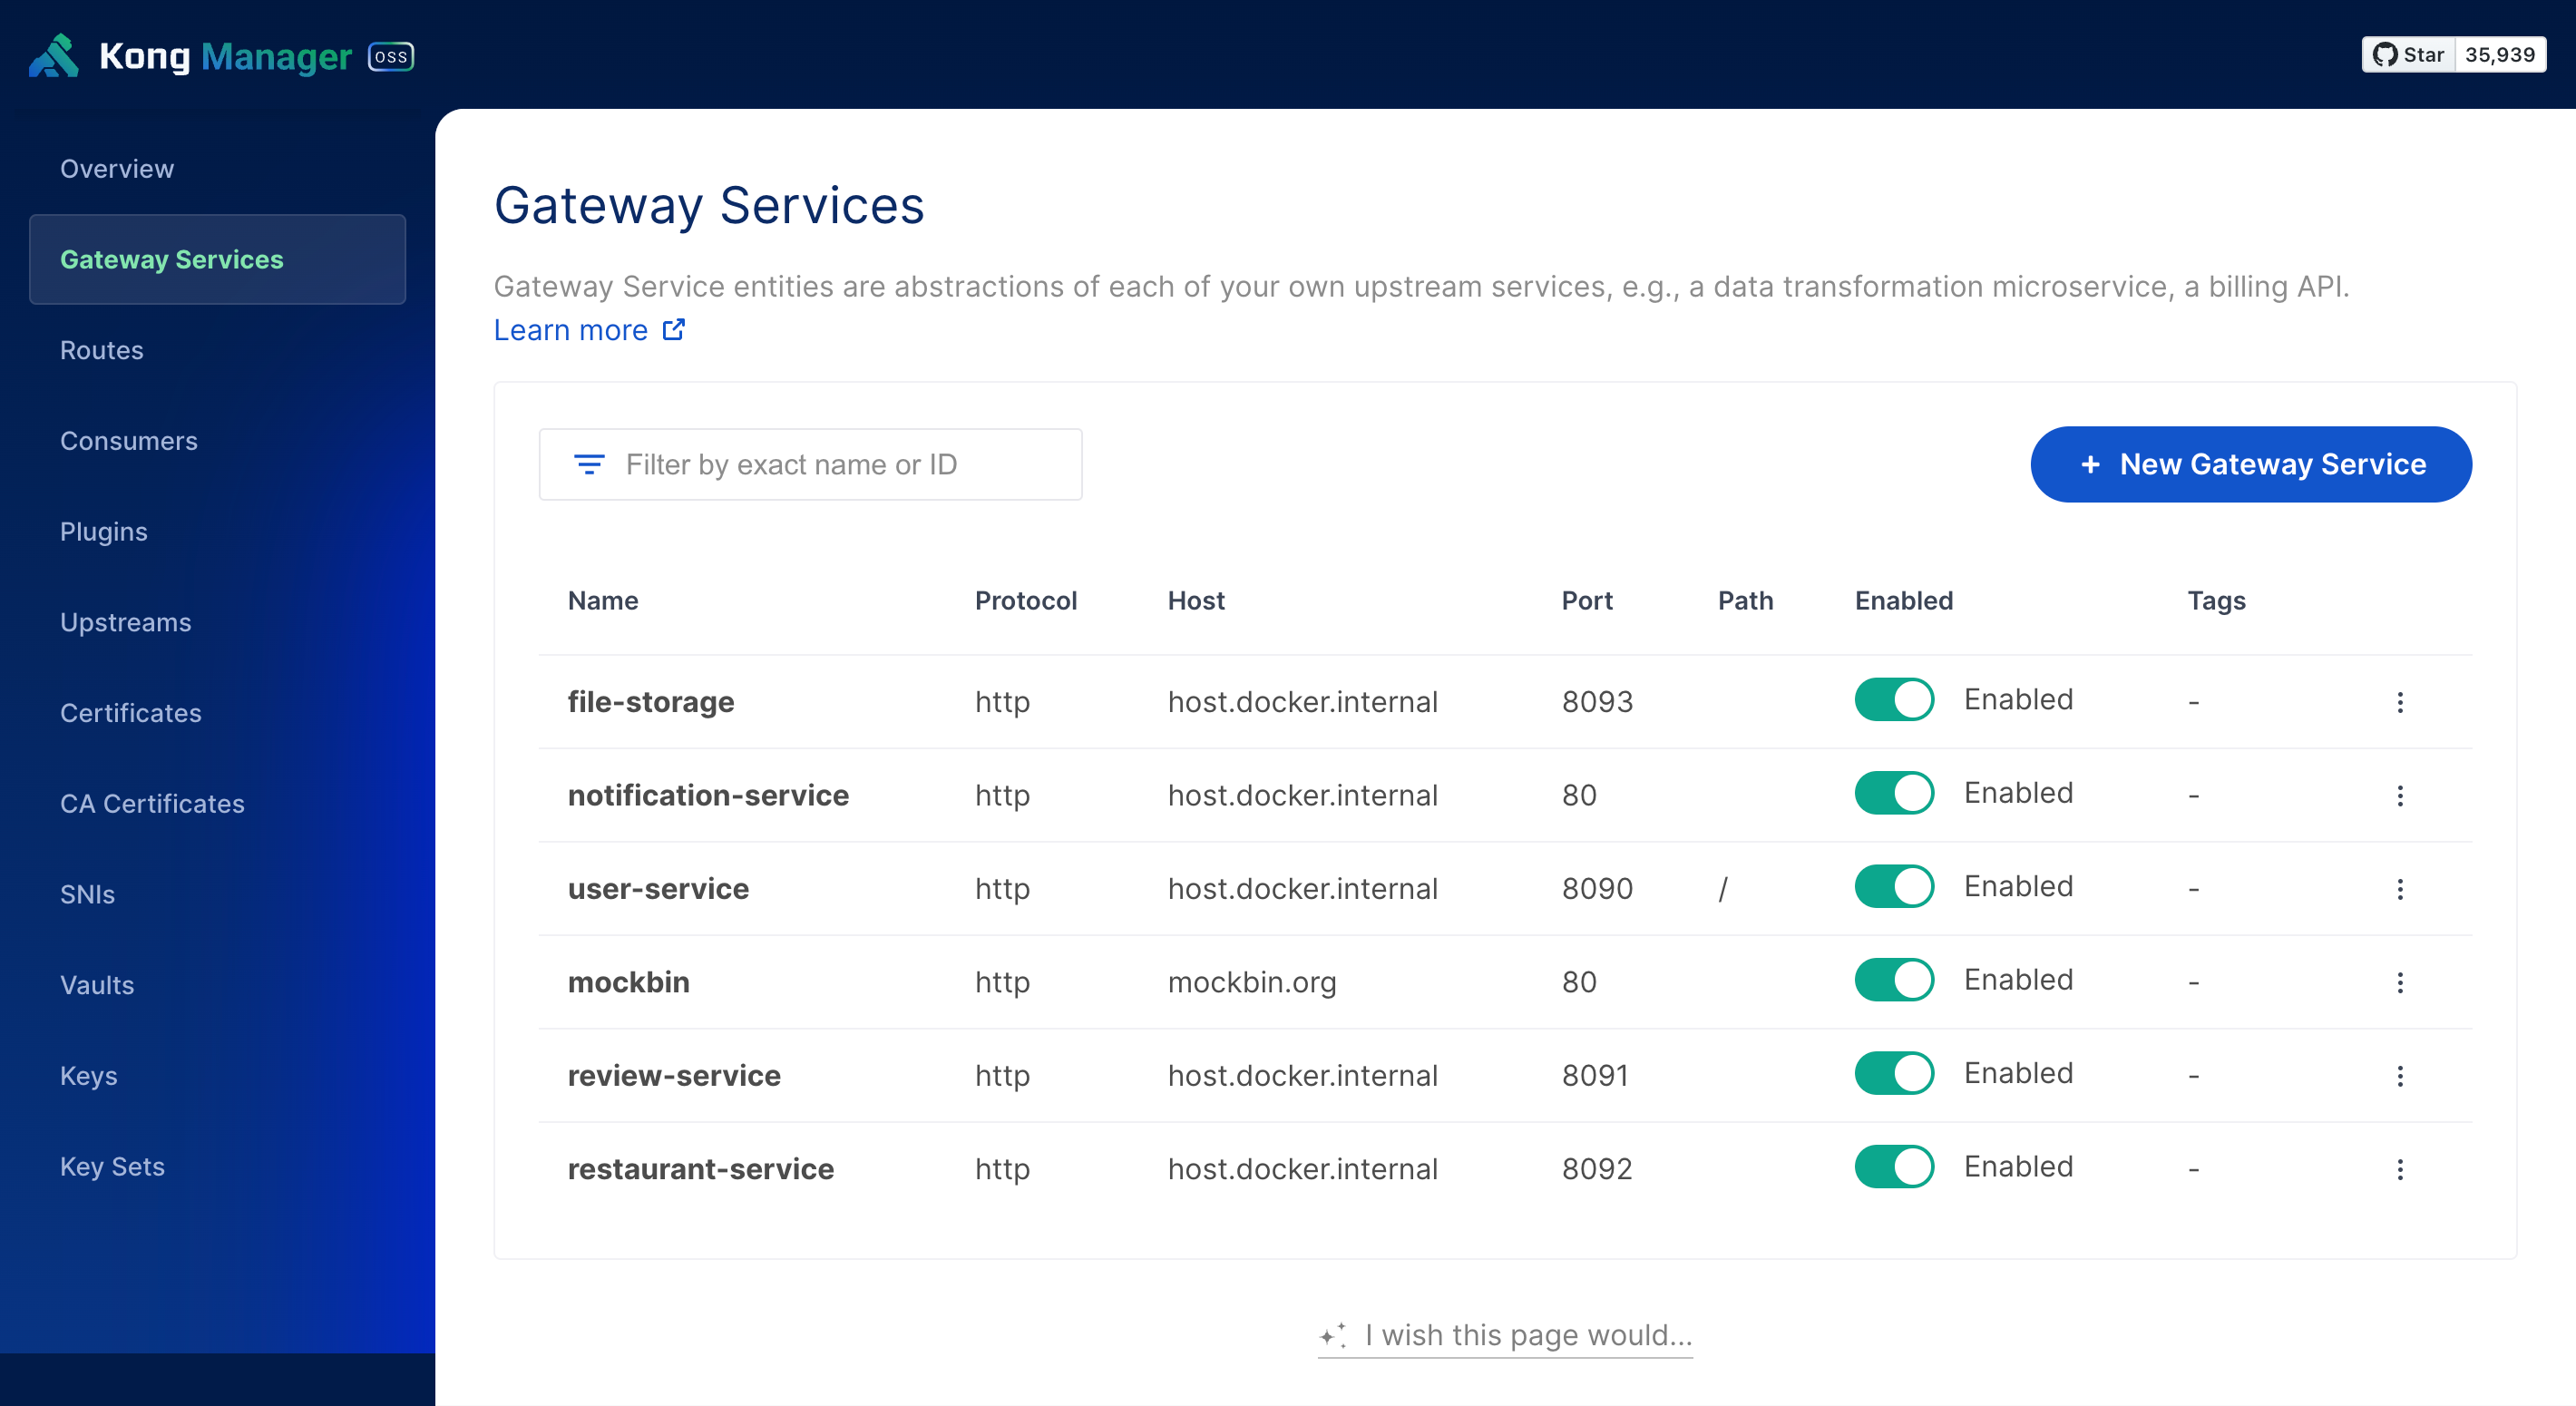 Kong Manager OSS
Star 35,939
Overview
Gateway Services
Routes
Consumers
Plugins
Upstreams
Certificates
CA Certificates
SNIs
Vaults
Keys
Key Sets
Gateway Services
Gateway Service entities are abstractions of each of your own upstream services, e.g., a data transformation microservice, a billing API.
Learn more
Filter by exact name or ID
+ New Gateway Service
Name Protocol Host Port Path Enabled Tags
file-storage http host.docker.internal 8093 Enabled -
notification-service http host.docker.internal 80 Enabled -
user-service http host.docker.internal 8090 / Enabled -
mockbin http mockbin.org 80 Enabled -
review-service http host.docker.internal 8091 Enabled -
restaurant-service http host.docker.internal 8092 Enabled -
I wish this page would...